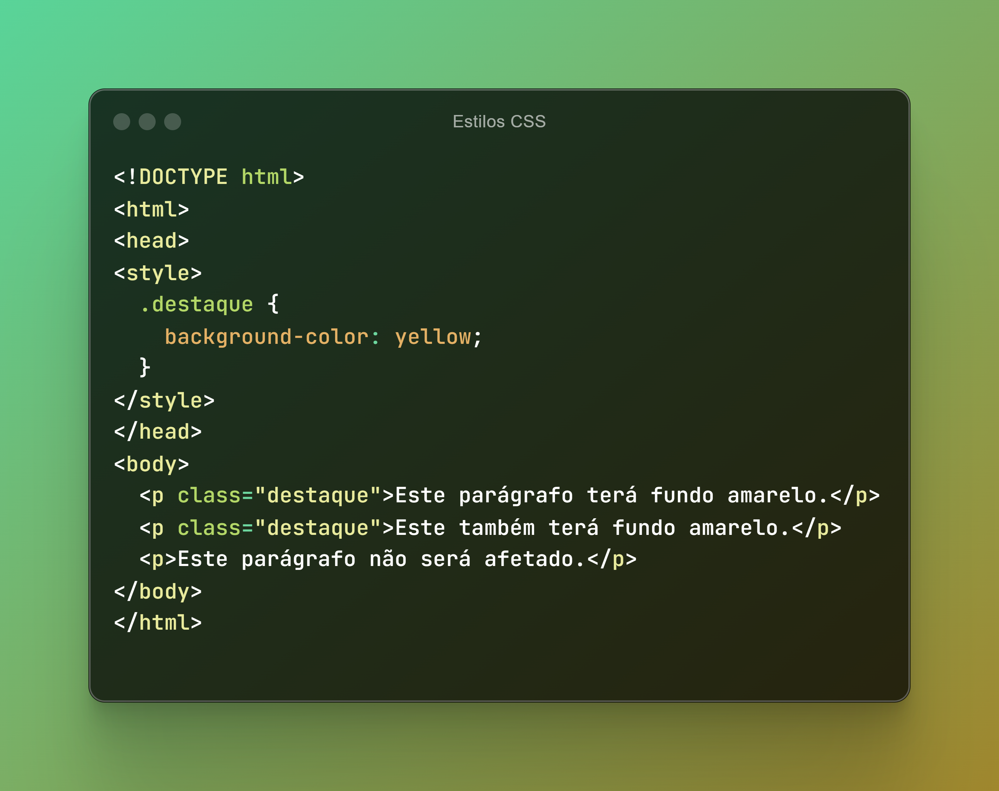 Estilos CSS
<!DOCTYPE html>
<html>
<head>
<style>
  .destaque {
    background-color: yellow;
  }
</style>
</head>
<body>
  <p class="destaque">Este parágrafo terá fundo amarelo.</p>
  <p class="destaque">Este também terá fundo amarelo.</p>
  <p>Este parágrafo não será afetado.</p>
</body>
</html>